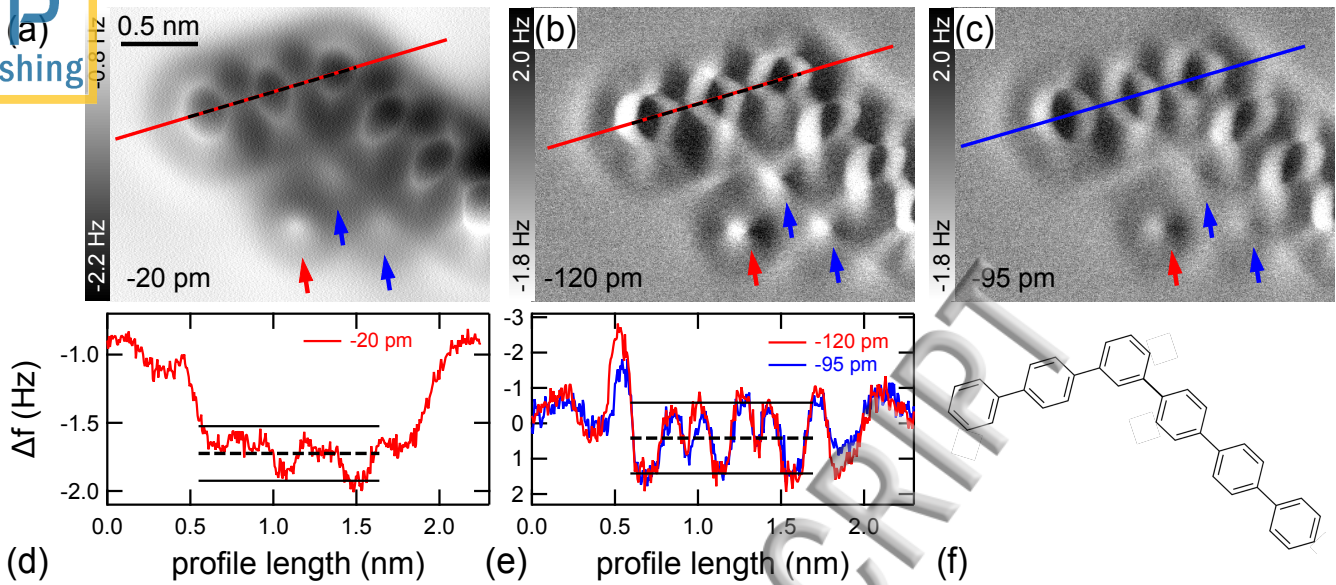 P
shing
(a)
0.5 nm
-0.8 Hz
-2.2 Hz
-20 pm
(b)
2.0 Hz
-1.8 Hz
-120 pm
(c)
2.0 Hz
-1.8 Hz
-95 pm
-20 pm
Δf (Hz)
-1.0
-1.5
-2.0
0.0 0.5 1.0 1.5 2.0
profile length (nm)
(d)
-120 pm
-95 pm
-3
-2
-1
0
1
2
0.0 0.5 1.0 1.5 2.0
profile length (nm)
(e)
(f)
CRIPT